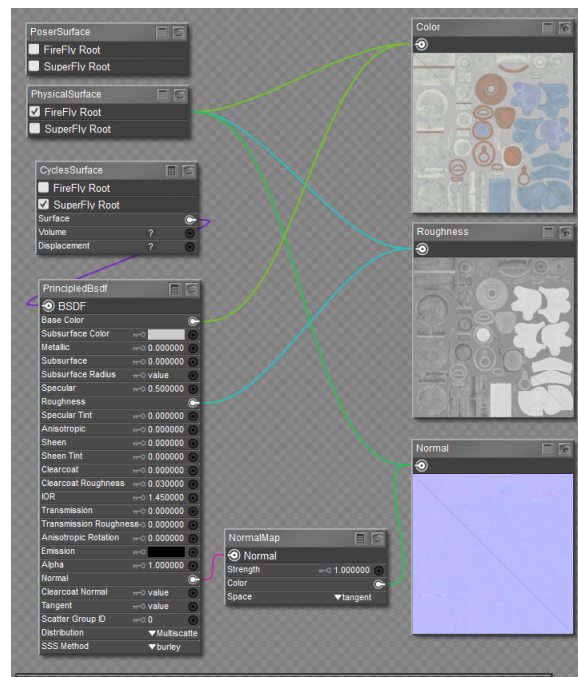 PoserSurface
FireFly Root
SuperFly Root
PhysicalSurface
FireFly Root
SuperFly Root
CyclesSurface
FireFly Root
SuperFly Root
Surface
Volume ?
Displacement ?
PrincipledBsdf
BSDF
Base Color
Subsurface Color
Metallic 0.000000
Subsurface 0.000000
Subsurface Radius value
Specular 0.500000
Roughness
Specular Tint 0.000000
Anisotropic 0.000000
Sheen 0.000000
Sheen Tint 0.000000
Clearcoat 0.000000
Clearcoat Roughness 0.030000
IOR 1.450000
Transmission 0.000000
Transmission Roughness 0.000000
Anisotropic Rotation 0.000000
Emission
Alpha 1.000000
Normal
Clearcoat Normal value
Tangent value
Scatter Group ID 0
Distribution Multiscatte
SSS Method burley
NormalMap
Normal
Strength 1.000000
Color
Space tangent
Color
Roughness
Normal